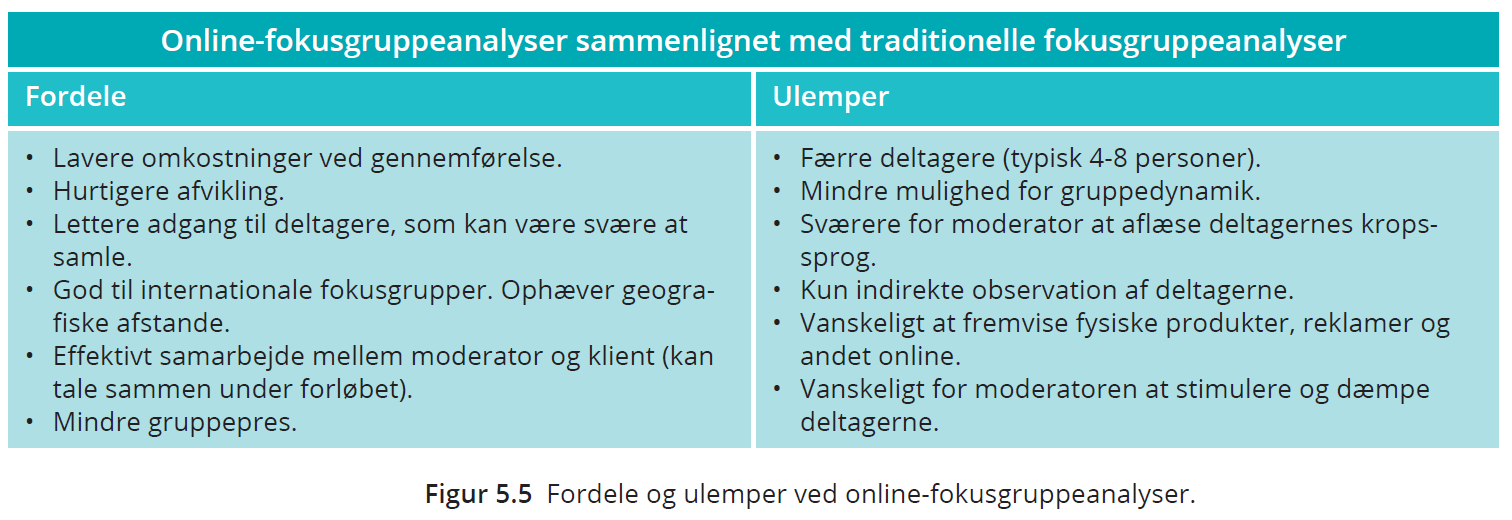 Online-fokusgruppeanalyser sammenlignet med traditionelle fokusgruppeanalyser
Fordele
• Lavere omkostninger ved gennemførelse.
• Hurtigere afvikling.
• Lettere adgang til deltagere, som kan være svære at
samle.
• God til internationale fokusgrupper. Ophæver geogra-
fiske afstande.
• Effektivt samarbejde mellem moderator og klient (kan
tale sammen under forløbet).
• Mindre gruppepres.
Ulemper
• Færre deltagere (typisk 4-8 personer).
• Mindre mulighed for gruppedynamik.
• Sværere for moderator at aflæse deltagernes krops-
sprog.
• Kun indirekte observation af deltagerne.
• Vanskeligt at fremvise fysiske produkter, reklamer og
andet online.
• Vanskeligt for moderatoren at stimulere og dæmpe
deltagerne.
Figur 5.5 Fordele og ulemper ved online-fokusgruppeanalyser.